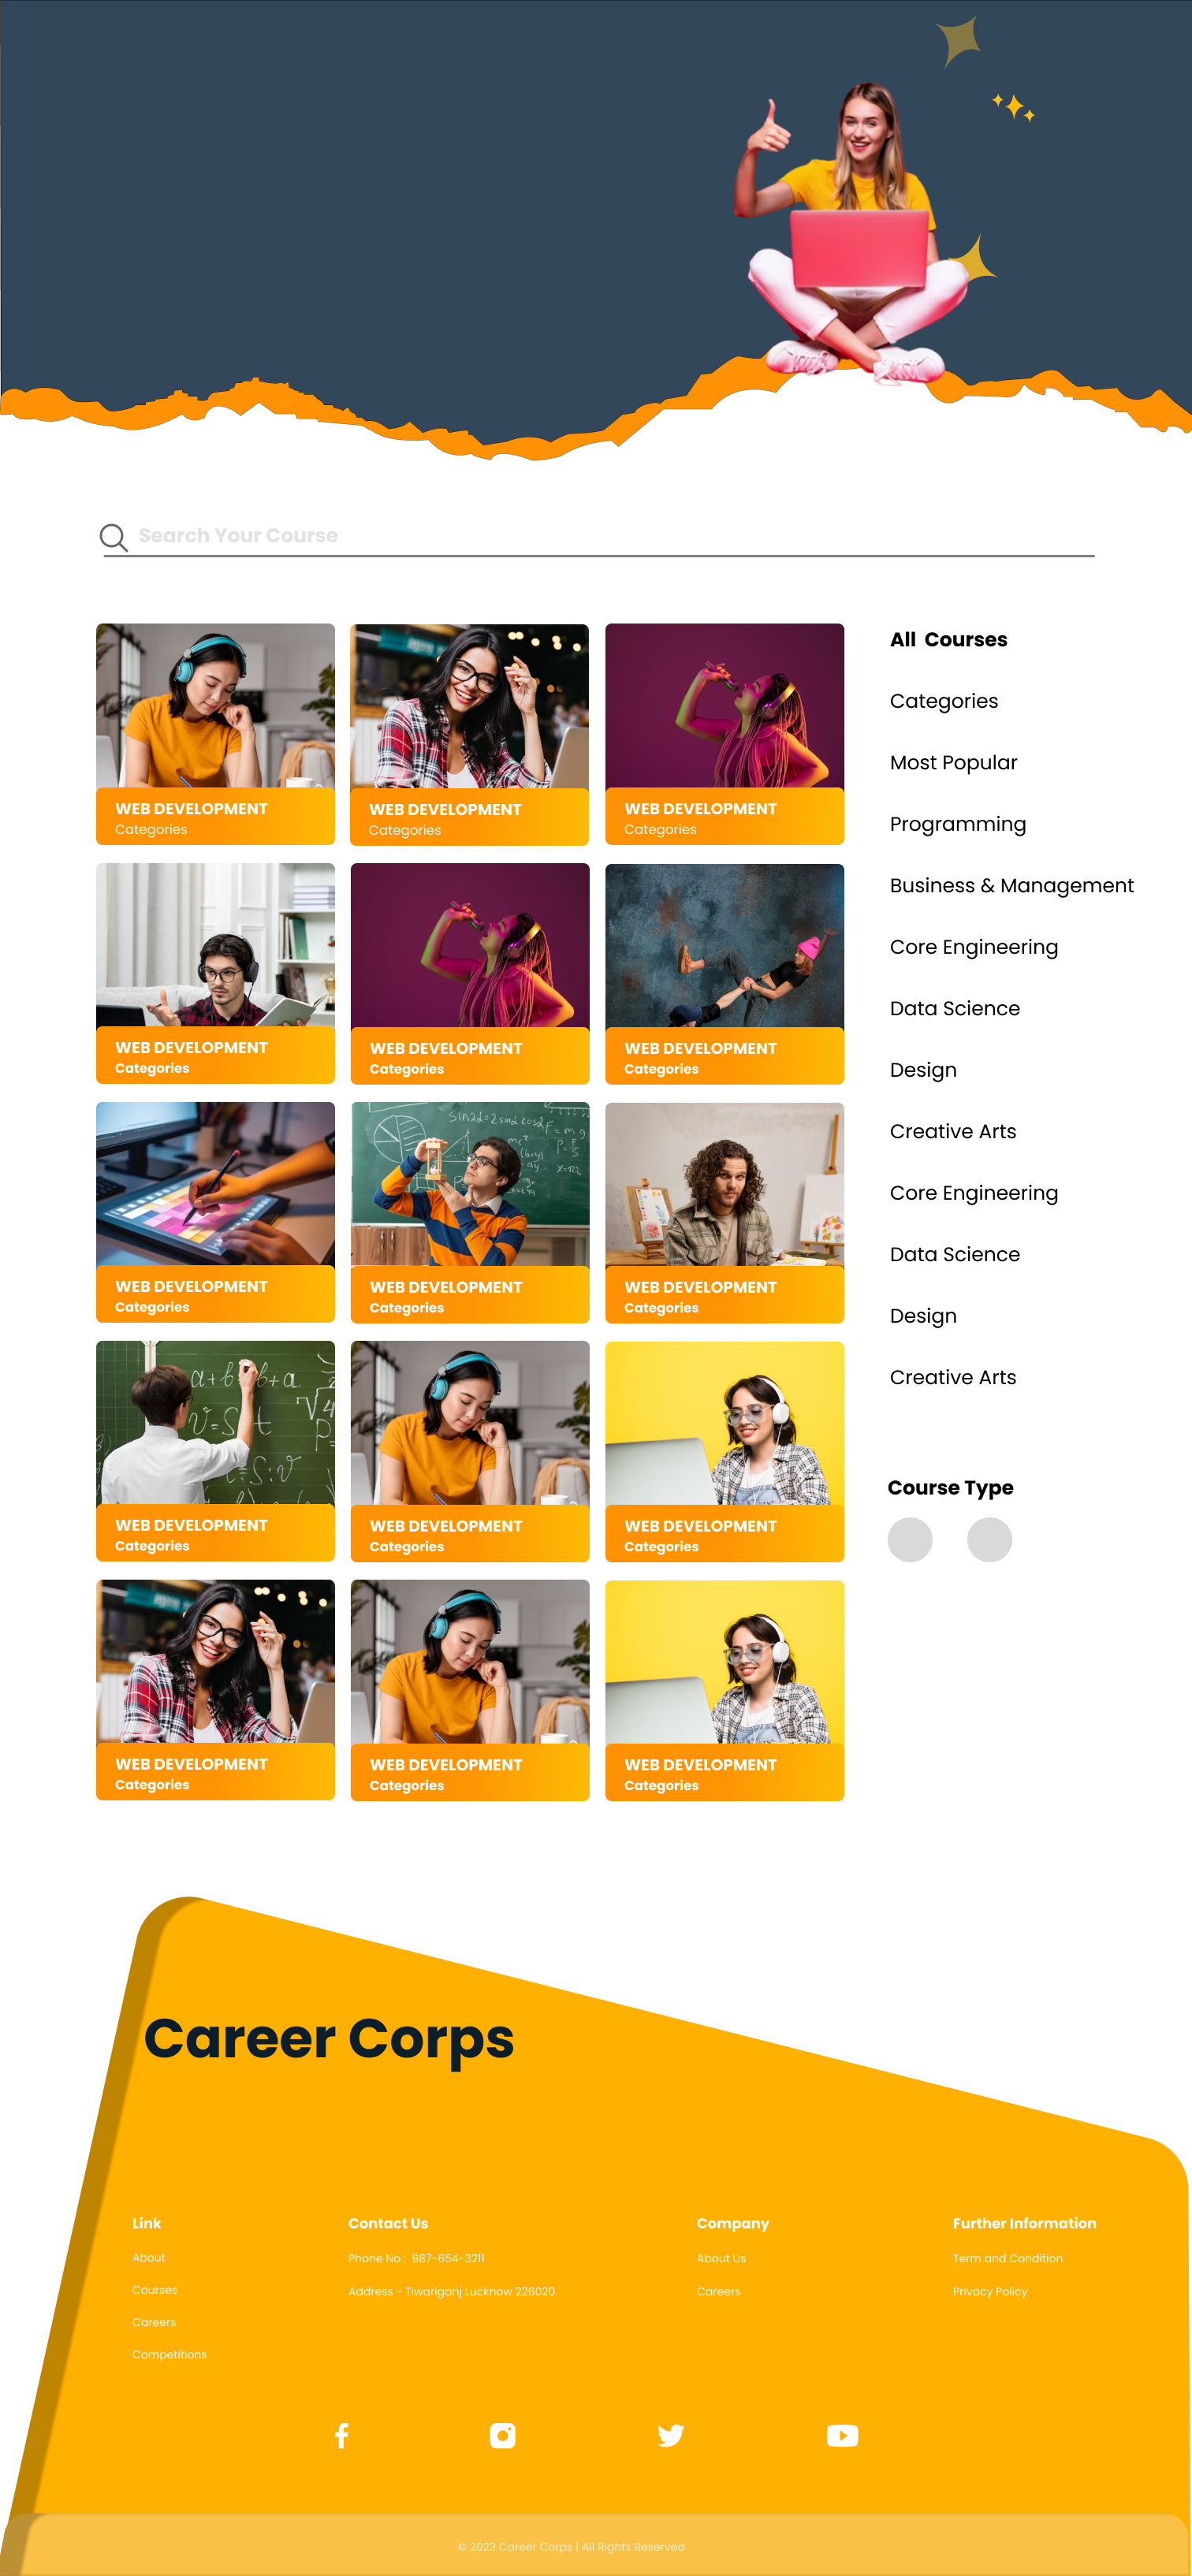 Search Your Course
WEB DEVELOPMENT
Categories
WEB DEVELOPMENT
Categories
WEB DEVELOPMENT
Categories
WEB DEVELOPMENT
Categories
WEB DEVELOPMENT
Categories
WEB DEVELOPMENT
Categories
WEB DEVELOPMENT
Categories
WEB DEVELOPMENT
Categories
WEB DEVELOPMENT
Categories
WEB DEVELOPMENT
Categories
WEB DEVELOPMENT
Categories
WEB DEVELOPMENT
Categories
WEB DEVELOPMENT
Categories
WEB DEVELOPMENT
Categories
WEB DEVELOPMENT
Categories
All Courses
Categories
Most Popular
Programming
Business & Management
Core Engineering
Data Science
Design
Creative Arts
Core Engineering
Data Science
Design
Creative Arts
Course Type
Career Corps
Link
About
Courses
Careers
Competitions
Contact Us
Phone No : 987-654-3211
Address - Tiwariganj Lucknow 226020
Company
About Us
Careers
Further Information
Term and Condition
Privacy Policy
© 2023 Career Corps | All Rights Reserved